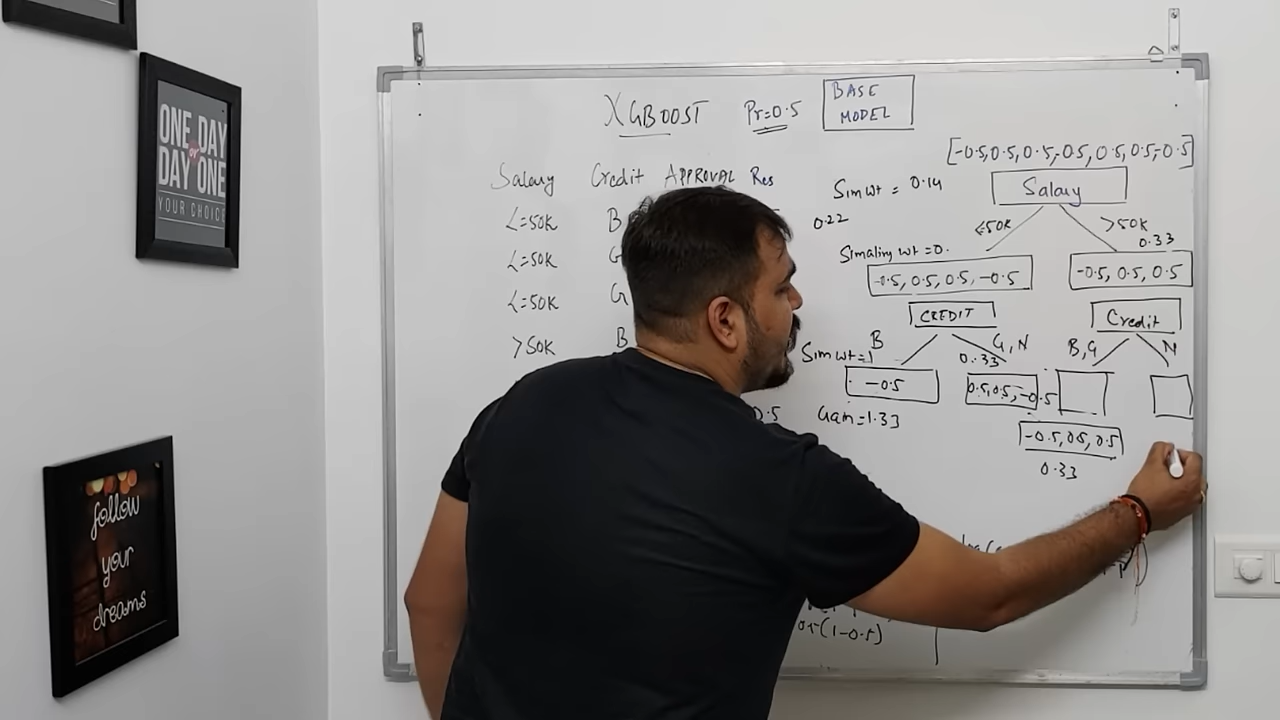 ONE DAY
or
DAY ONE
YOUR CHOICE
follow
your
dreams
XGBOOST
Pr=0.5
BASE
MODEL
[-0.5, 0.5, 0.5, -0.5, 0.5, 0.5, -0.5]
Salary
Credit
APPROVAL
Res
Sim wt = 0.14
Salary
0.22
<=50K
B
≤50K
>50K
0.33
<=50K
G
Simalriy wt = 0.
-0.5, 0.5, 0.5, -0.5
-0.5, 0.5, 0.5
<=50K
G
CREDIT
Credit
>50K
B
Sim wt=1
B
0.33
G, N
B, G
N
-0.5
0.5, 0.5, -0.5
0.5
Gain=1.33
-0.5, 0.5, 0.5
0.33
(1-0.5)